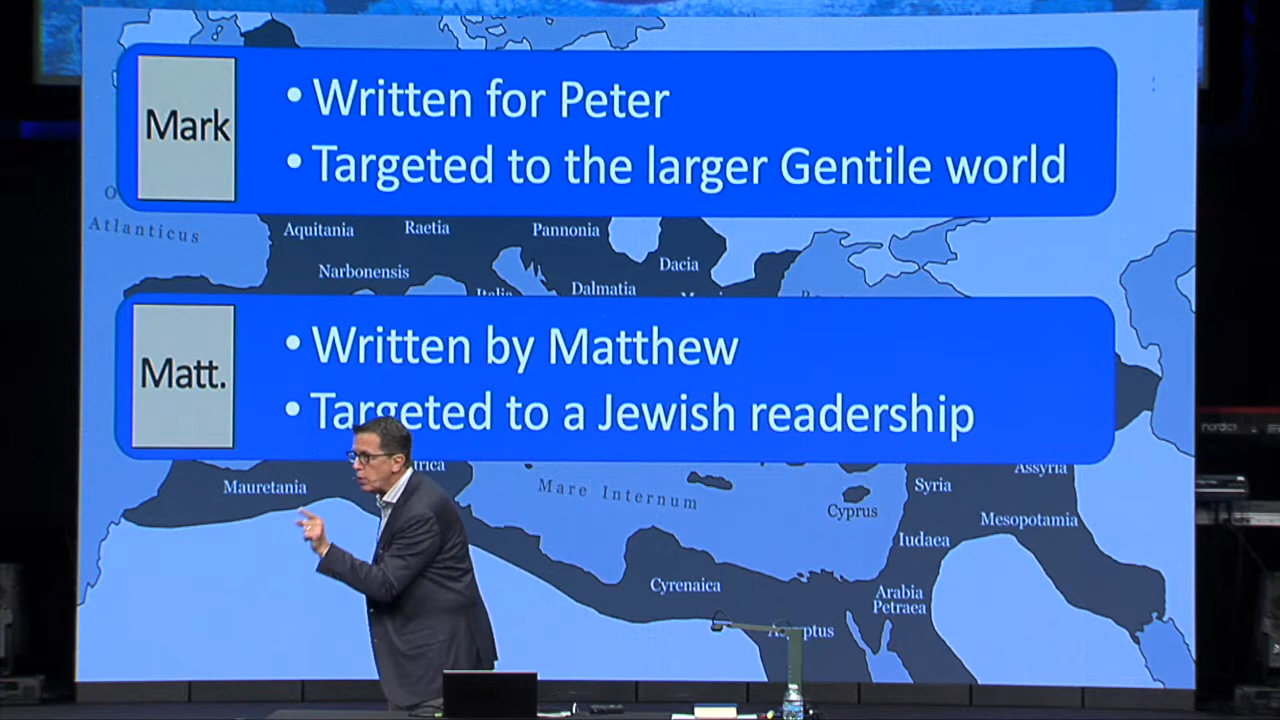 Mark
• Written for Peter
• Targeted to the larger Gentile world
Atlanticus
Aquitania
Raetia
Pannonia
Narbonensis
Dacia
Italia
Dalmatia
Matt.
• Written by Matthew
• Targeted to a Jewish readership
Mauretania
Mare Internum
Cyprus
Syria
Assyria
Mesopotamia
Iudaea
Cyrenaica
Arabia
Petraea